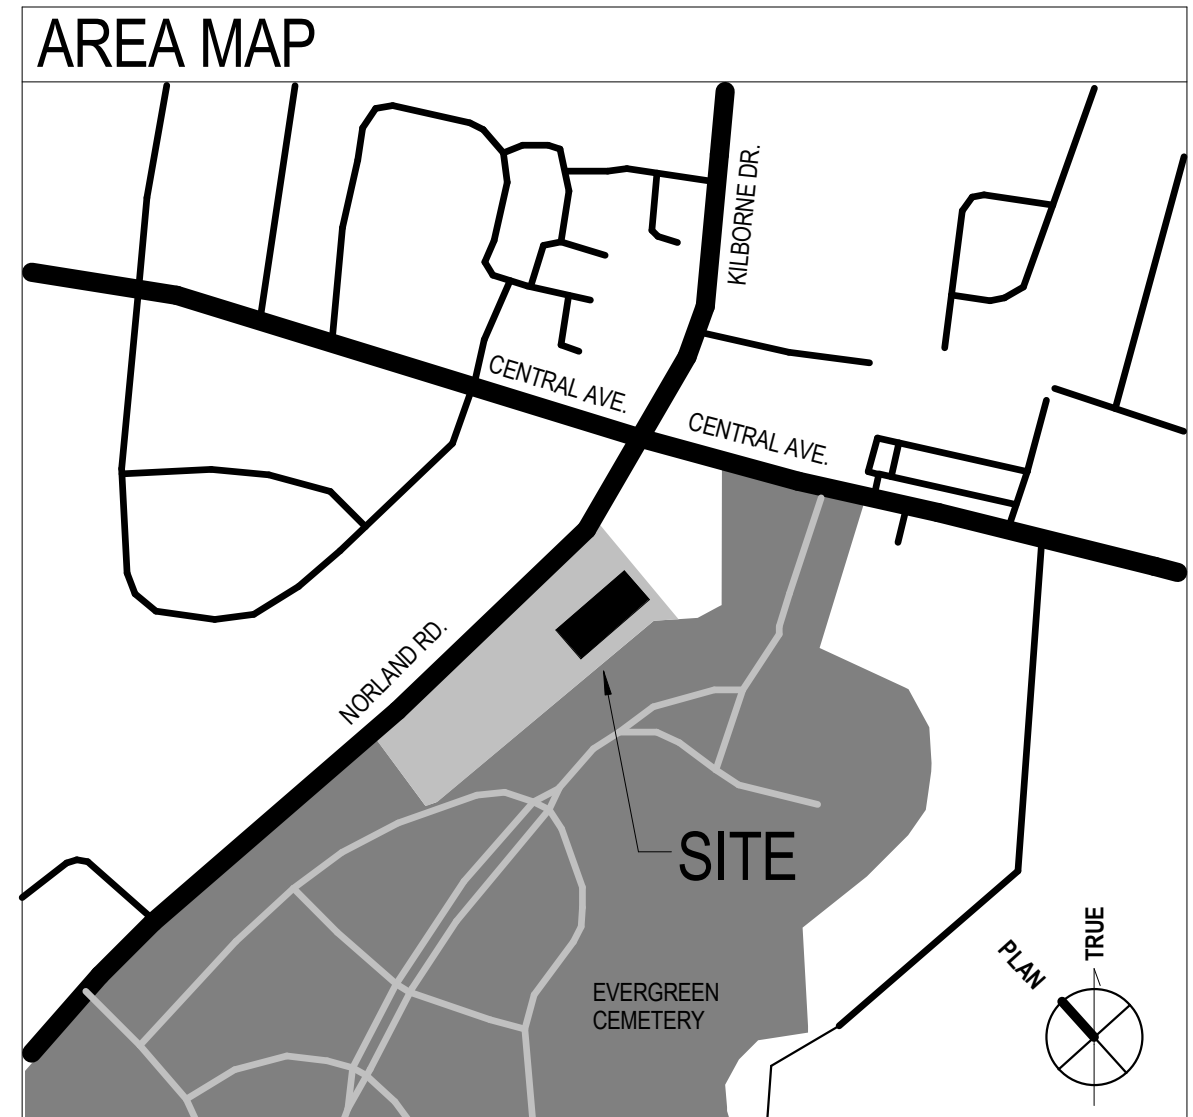 AREA MAP
KILBORNE DR.
CENTRAL AVE.
CENTRAL AVE.
NORLAND RD.
SITE
EVERGREEN
CEMETERY
PLAN
TRUE